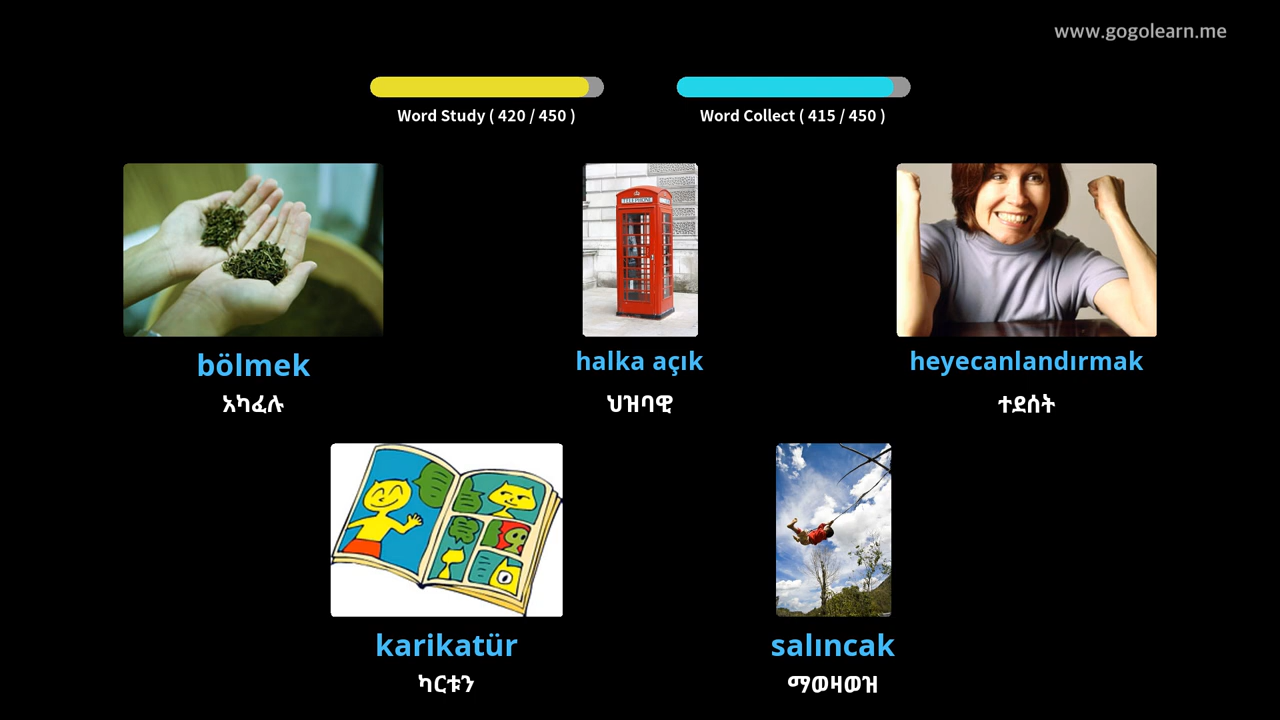 www.gogolearn.me
Word Study ( 420 / 450 )
Word Collect ( 415 / 450 )
TELEPHONE
bölmek
halka açık
heyecanlandırmak
አካፈሉ
ህዝባዊ
ተደሰት
karikatür
salıncak
ካርቱን
ማወዛወዝ